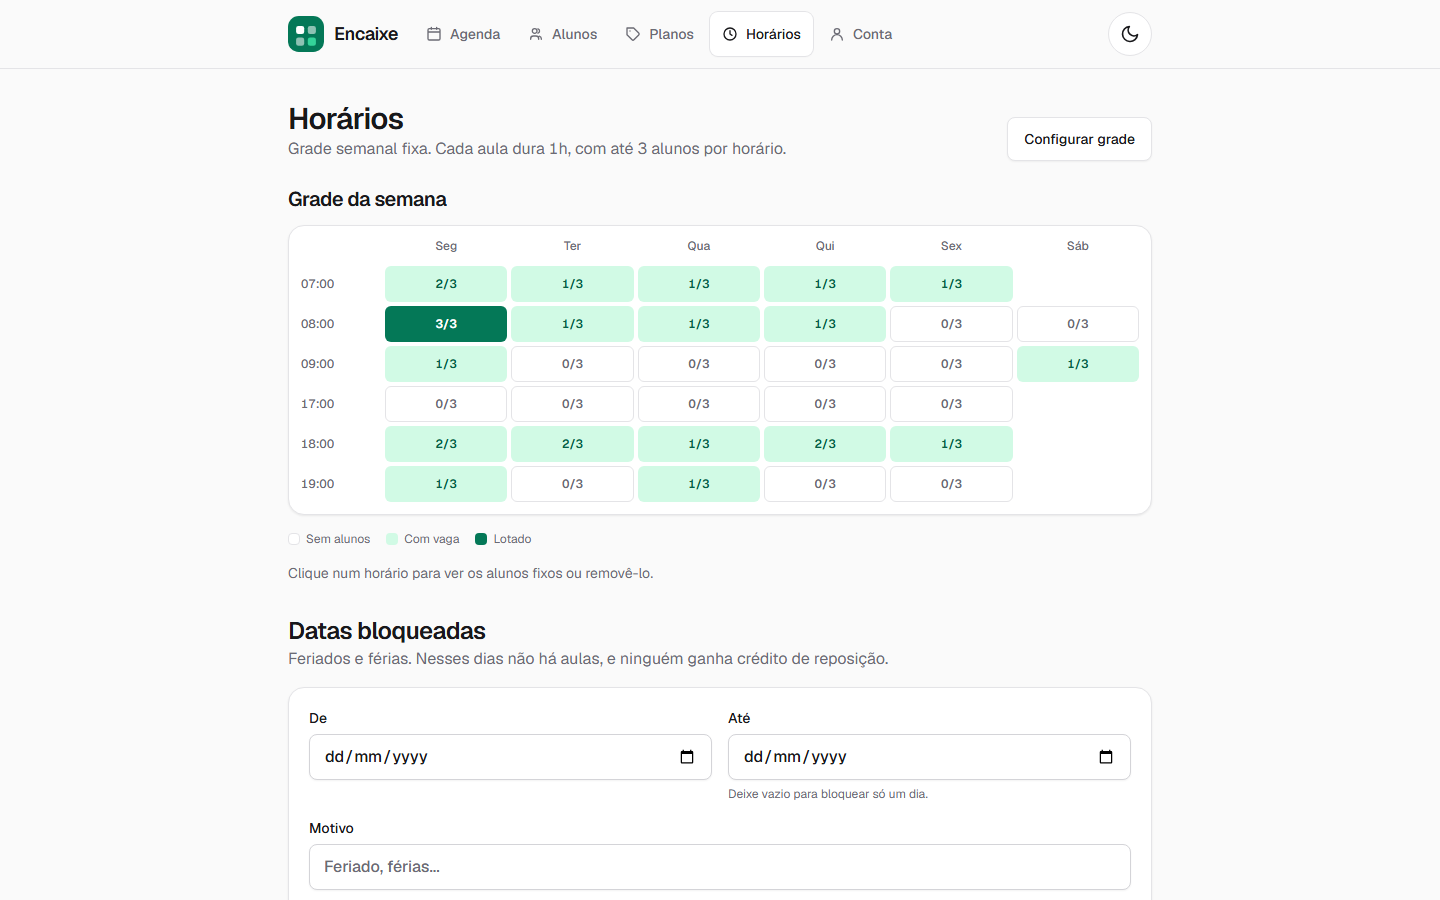 Encaixe Agenda Alunos Planos Horários Conta
Horários
Grade semanal fixa. Cada aula dura 1h, com até 3 alunos por horário.
Configurar grade
Grade da semana
Seg Ter Qua Qui Sex Sáb
07:00 2/3 1/3 1/3 1/3 1/3
08:00 3/3 1/3 1/3 1/3 0/3 0/3
09:00 1/3 0/3 0/3 0/3 0/3 1/3
17:00 0/3 0/3 0/3 0/3 0/3
18:00 2/3 2/3 1/3 2/3 1/3
19:00 1/3 0/3 1/3 0/3 0/3
Sem alunos Com vaga Lotado
Clique num horário para ver os alunos fixos ou removê-lo.
Datas bloqueadas
Feriados e férias. Nesses dias não há aulas, e ninguém ganha crédito de reposição.
De Até
dd/mm/yyyy dd/mm/yyyy
Deixe vazio para bloquear só um dia.
Motivo
Feriado, férias...